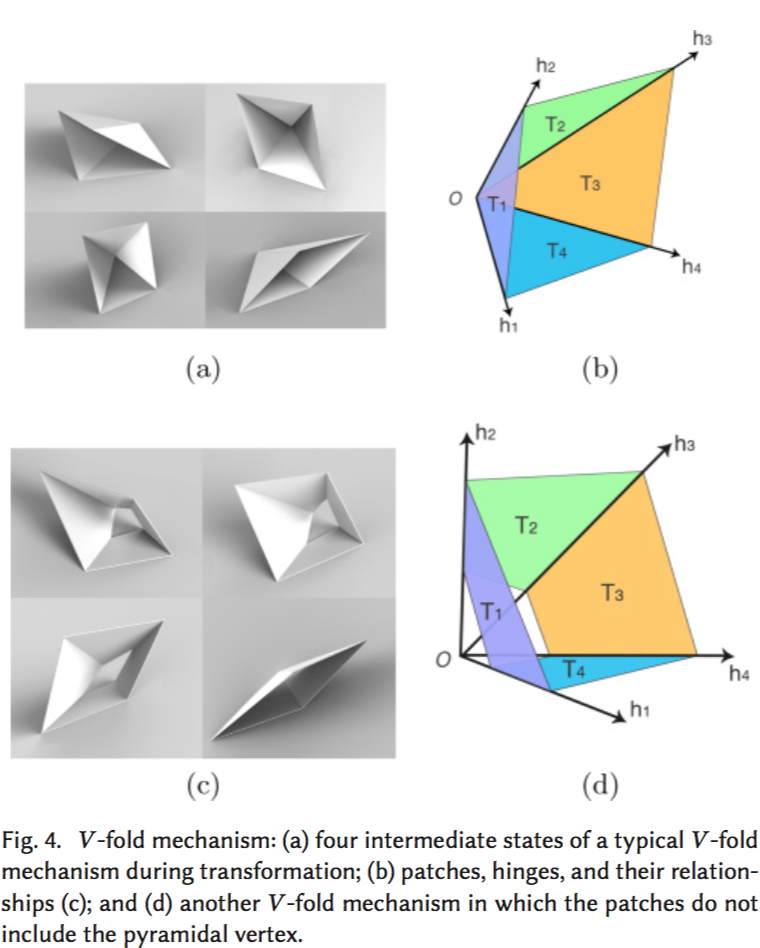 h3
h2
T2
T3
O
T1
T4
h4
h1
(a)
(b)
h2
h3
T2
T3
T1
O
T4
h4
h1
(c)
(d)
Fig. 4. V-fold mechanism: (a) four intermediate states of a typical V-fold
mechanism during transformation; (b) patches, hinges, and their relation-
ships (c); and (d) another V-fold mechanism in which the patches do not
include the pyramidal vertex.